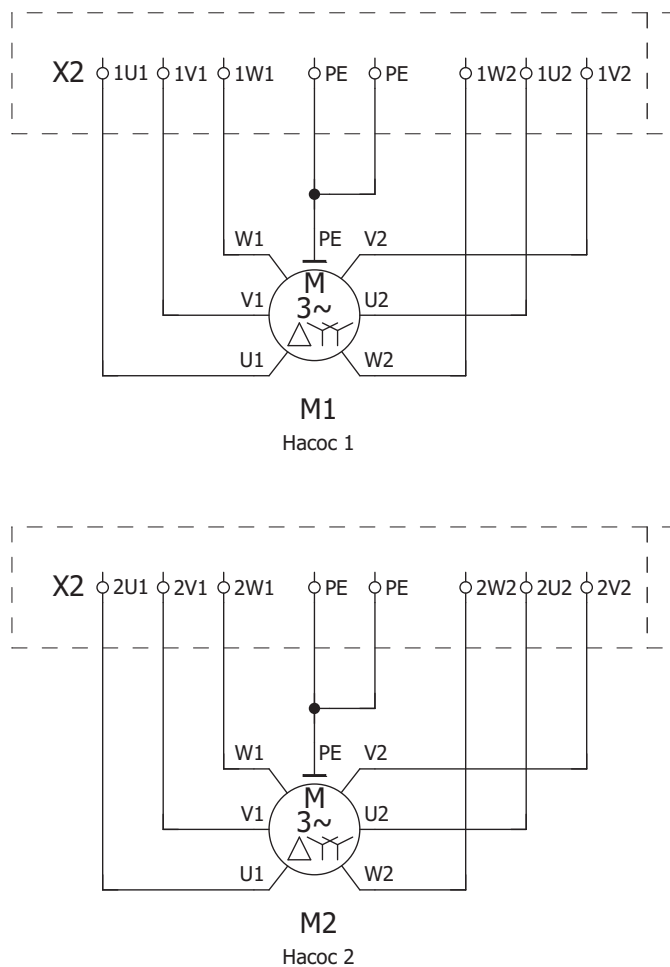 X2 1U1 1V1 1W1 PE PE 1W2 1U2 1V2
W1 PE V2
M
V1 3~ U2
U1 W2
M1
Насос 1
X2 2U1 2V1 2W1 PE PE 2W2 2U2 2V2
W1 PE V2
M
V1 3~ U2
U1 W2
M2
Насос 2